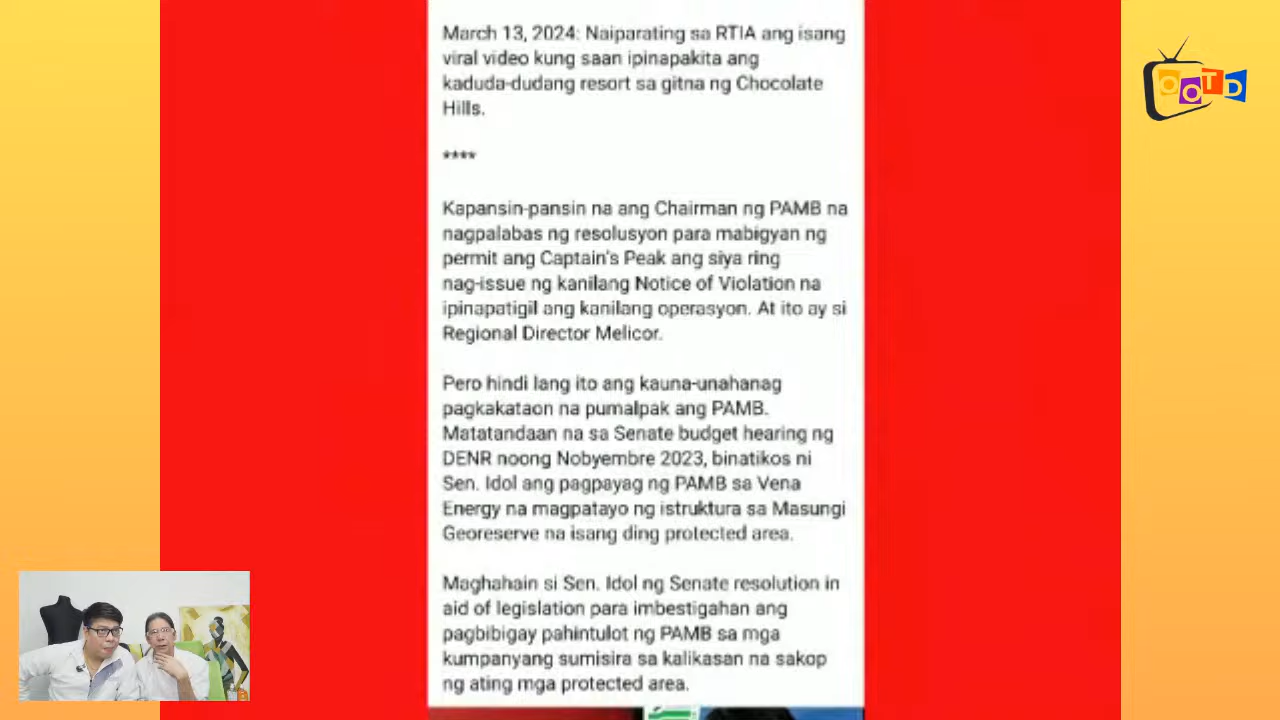 March 13, 2024: Naiparating sa RTIA ang isang
viral video kung saan ipinapakita ang
kaduda-dudang resort sa gitna ng Chocolate
Hills.
****
Kapansin-pansin na ang Chairman ng PAMB na
nagpalabas ng resolusyon para mabigyan ng
permit ang Captain's Peak ang siya ring
nag-issue ng kanilang Notice of Violation na
ipinapatigil ang kanilang operasyon. At ito ay si
Regional Director Melicor.
Pero hindi lang ito ang kauna-unahanag
pagkakataon na pumalpak ang PAMB.
Matatandaan na sa Senate budget hearing ng
DENR noong Nobyembre 2023, binatikos ni
Sen. Idol ang pagpayag ng PAMB sa Vena
Energy na magpatayo ng istruktura sa Masungi
Georeserve na isang ding protected area.
Maghahain si Sen. Idol ng Senate resolution in
aid of legislation para imbestigahan ang
pagbibigay pahintulot ng PAMB sa mga
kumpanyang sumisira sa kalikasan na sakop
ng ating mga protected area.
OOTD